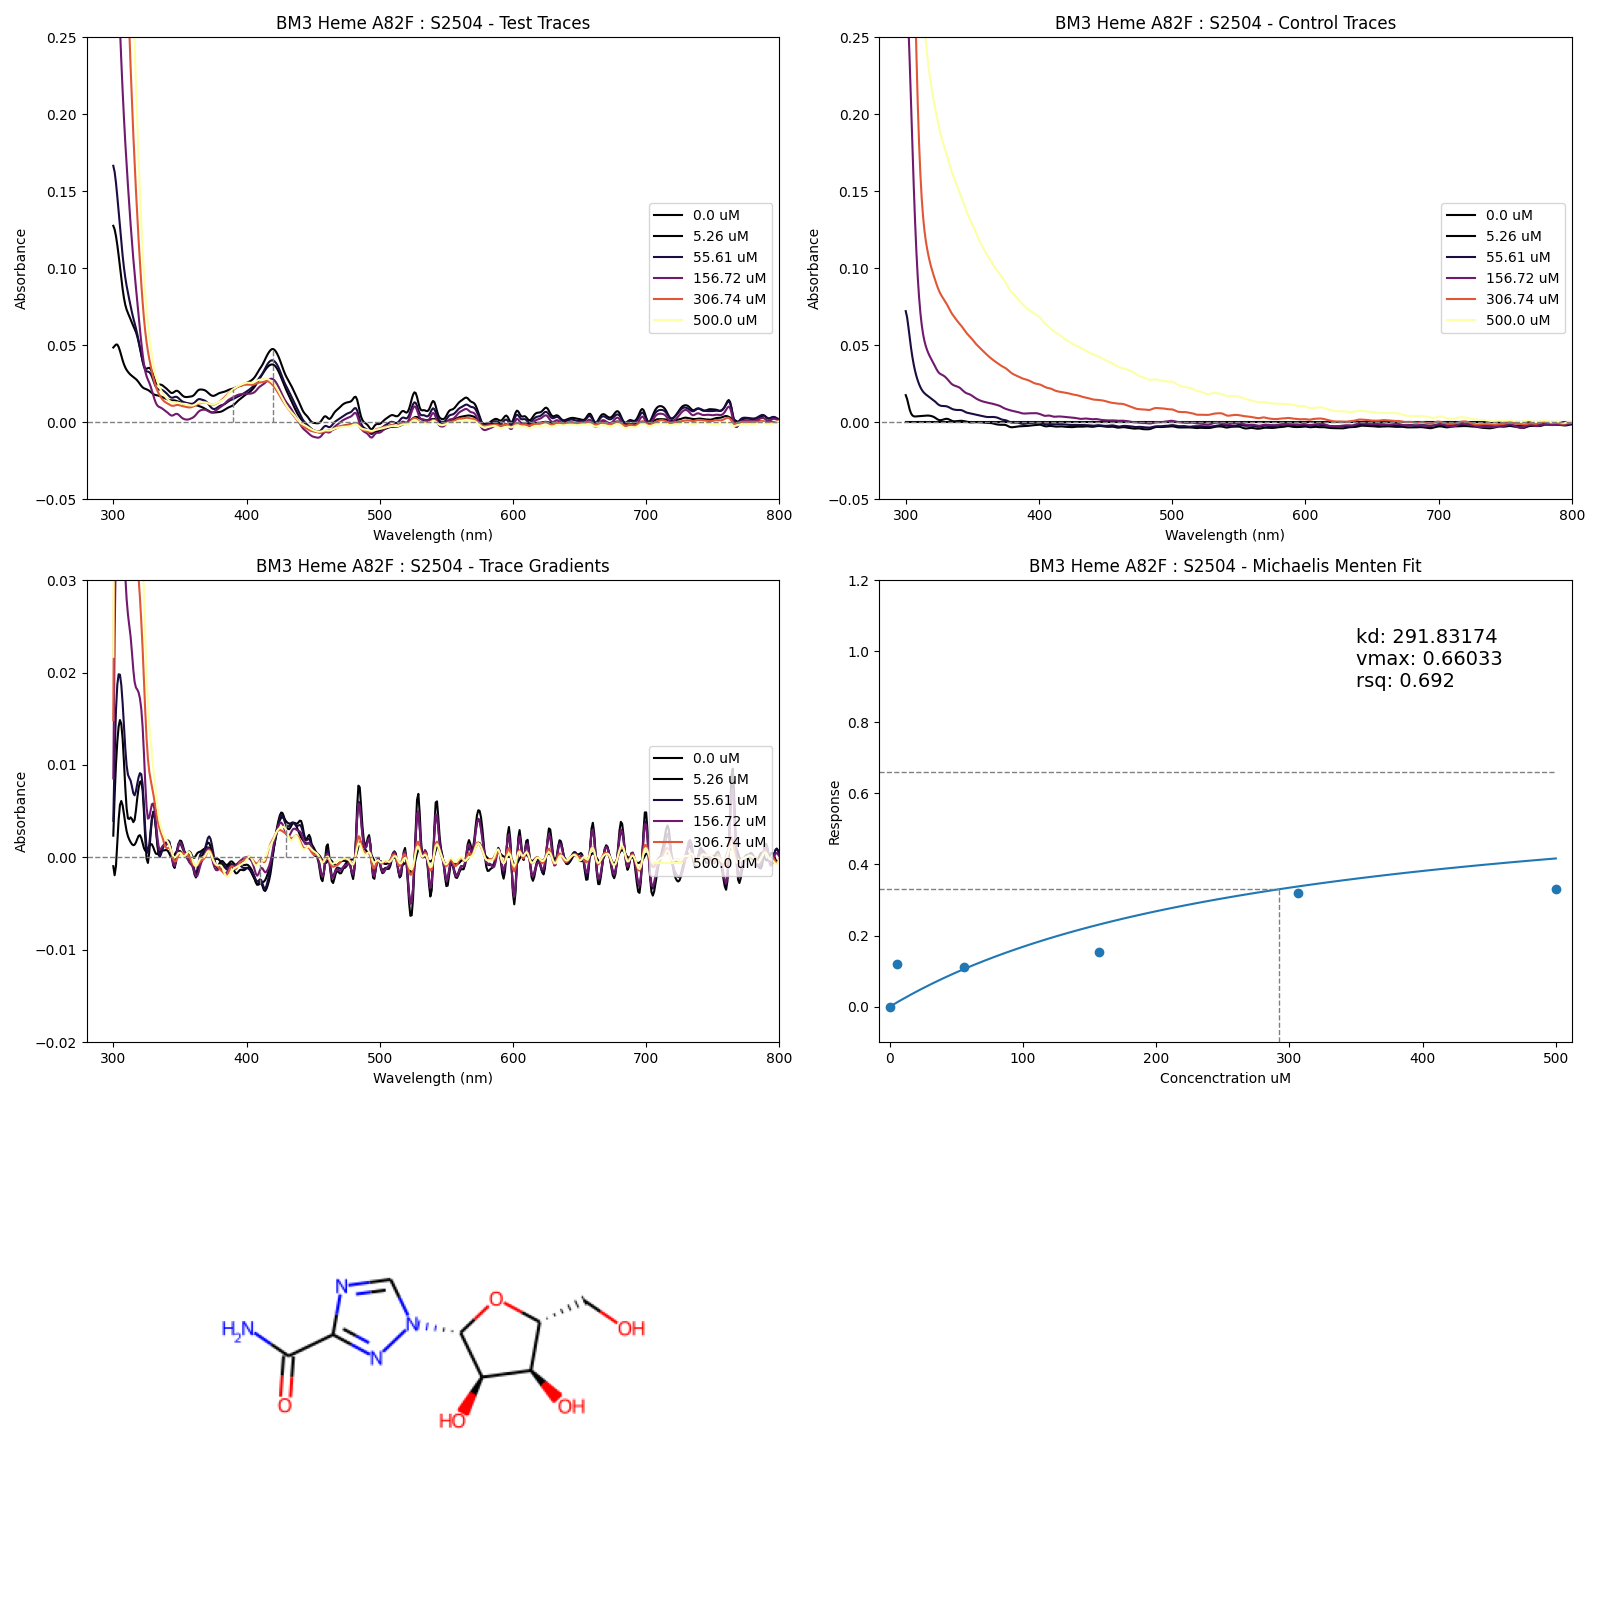 BM3 Heme A82F : S2504 - Test Traces
Absorbance
0.25
0.20
0.15
0.10
0.05
0.00
−0.05
300 400 500 600 700 800
Wavelength (nm)
0.0 uM
5.26 uM
55.61 uM
156.72 uM
306.74 uM
500.0 uM
BM3 Heme A82F : S2504 - Control Traces
Absorbance
0.25
0.20
0.15
0.10
0.05
0.00
−0.05
300 400 500 600 700 800
Wavelength (nm)
0.0 uM
5.26 uM
55.61 uM
156.72 uM
306.74 uM
500.0 uM
BM3 Heme A82F : S2504 - Trace Gradients
Absorbance
0.03
0.02
0.01
0.00
−0.01
−0.02
300 400 500 600 700 800
Wavelength (nm)
0.0 uM
5.26 uM
55.61 uM
156.72 uM
306.74 uM
500.0 uM
BM3 Heme A82F : S2504 - Michaelis Menten Fit
Response
1.2
1.0
0.8
0.6
0.4
0.2
0.0
0 100 200 300 400 500
Concenctration uM
kd: 291.83174
vmax: 0.66033
rsq: 0.692
N
O
H2N
N
OH
N
O
HO
OH